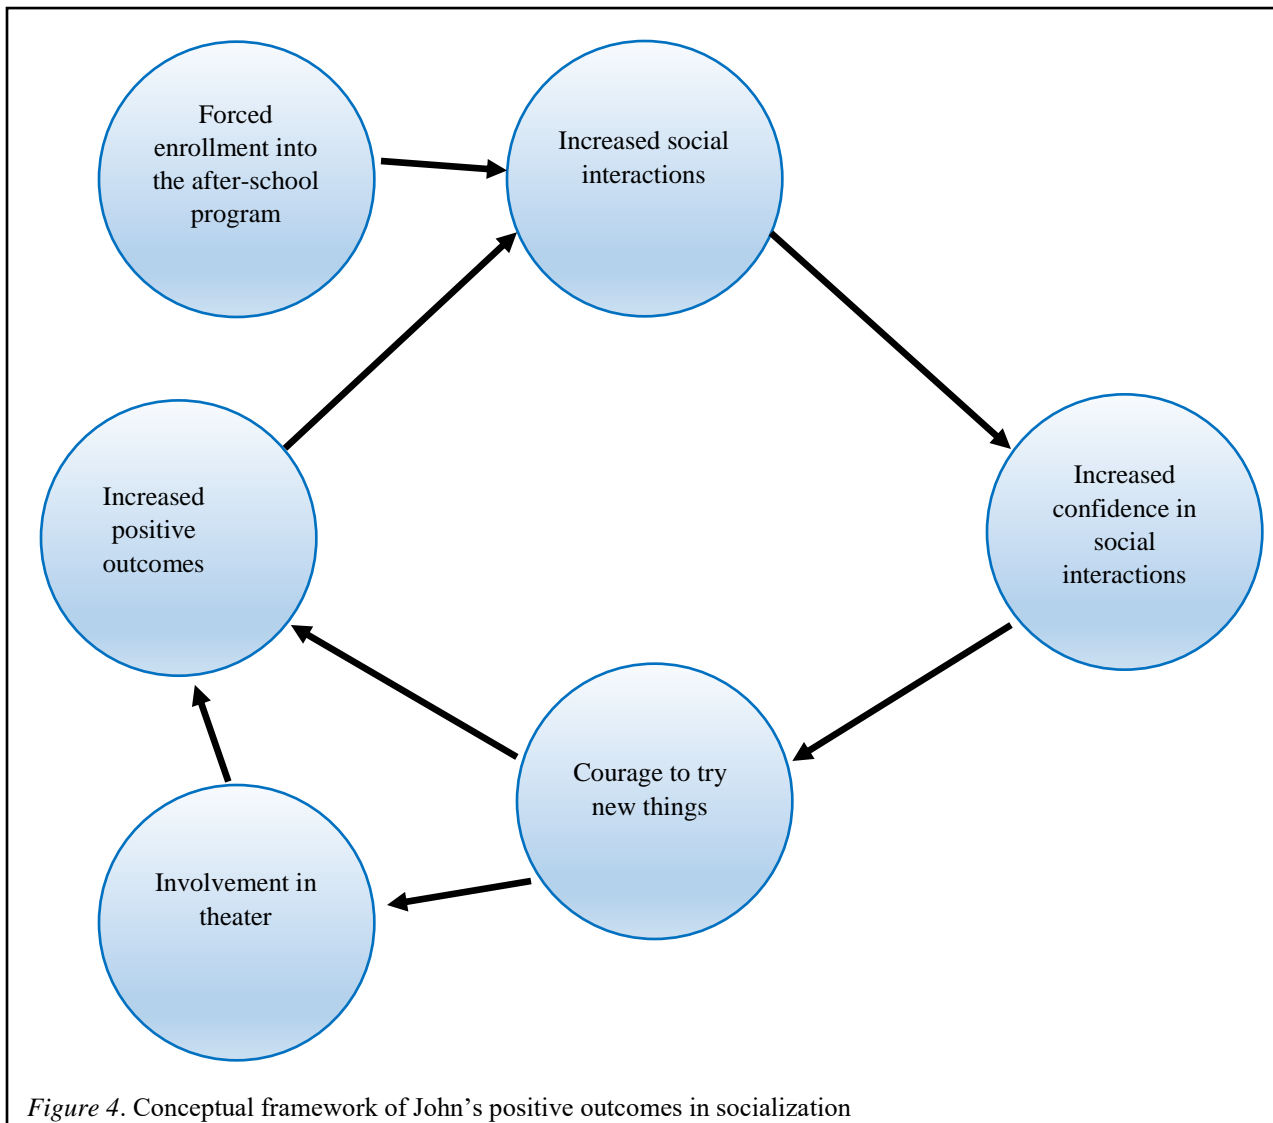 Forced
enrollment into
the after-school
program
Increased social
interactions
Increased
confidence in
social
interactions
Increased
positive
outcomes
Courage to try
new things
Involvement in
theater
Figure 4. Conceptual framework of John’s positive outcomes in socialization